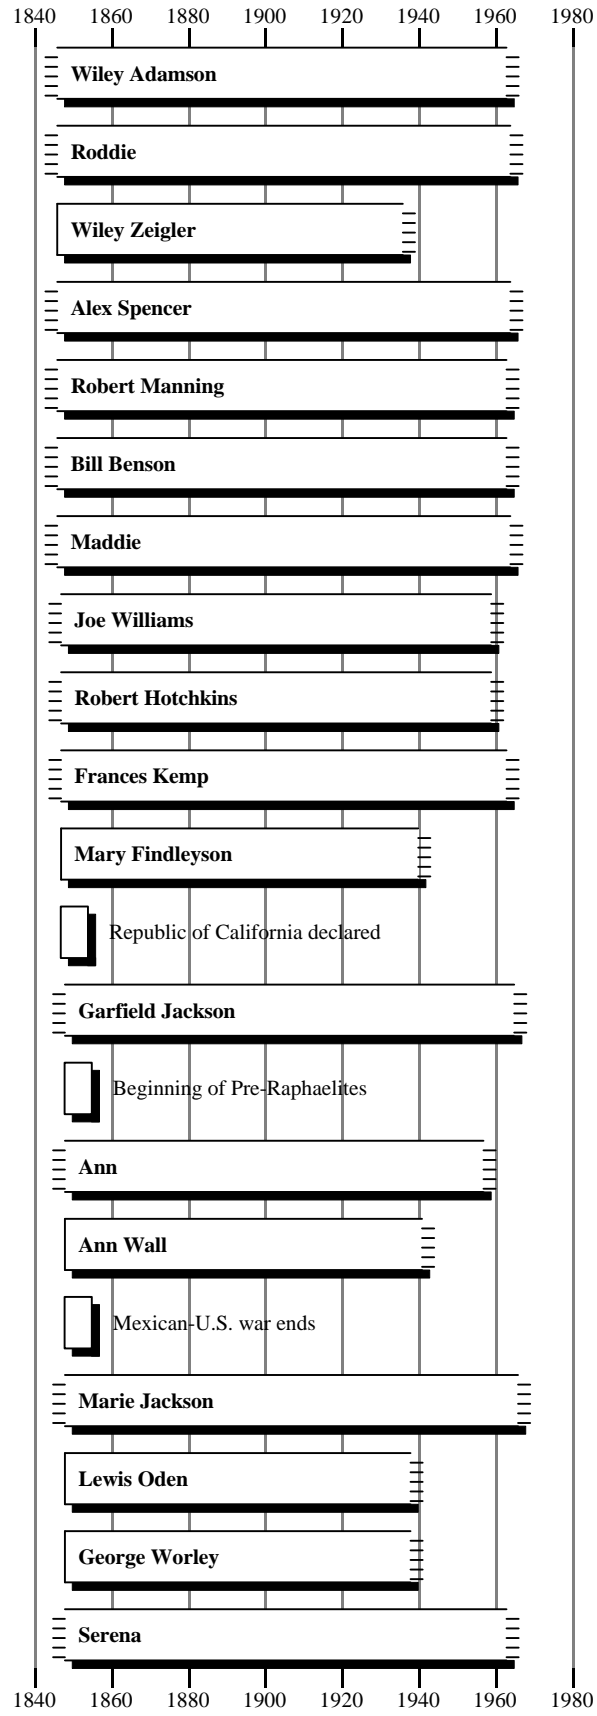 1840 1860 1880 1900 1920 1940 1960 1980
Wiley Adamson
Roddie
Wiley Zeigler
Alex Spencer
Robert Manning
Bill Benson
Maddie
Joe Williams
Robert Hotchkins
Frances Kemp
Mary Findleyson
Republic of California declared
Garfield Jackson
Beginning of Pre-Raphaelites
Ann
Ann Wall
Mexican-U.S. war ends
Marie Jackson
Lewis Oden
George Worley
Serena
1840 1860 1880 1900 1920 1940 1960 1980